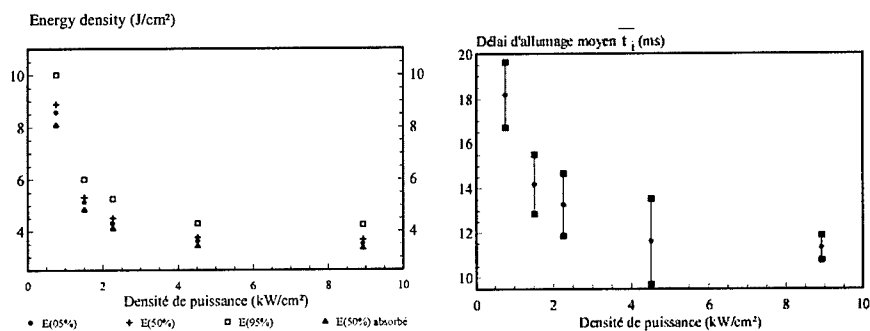 Energy density (J/cm²)
10
8
6
4
10
8
6
4
0 2 4 6 8 10
Densité de puissance (kW/cm²)
E(05%) E(50%) E(95%) E(50%) absorbé
Délai d'allumage moyen t i (ms)
20
18
16
14
12
10
0 2 4 6 8 10
Densité de puissance (kW/cm²)